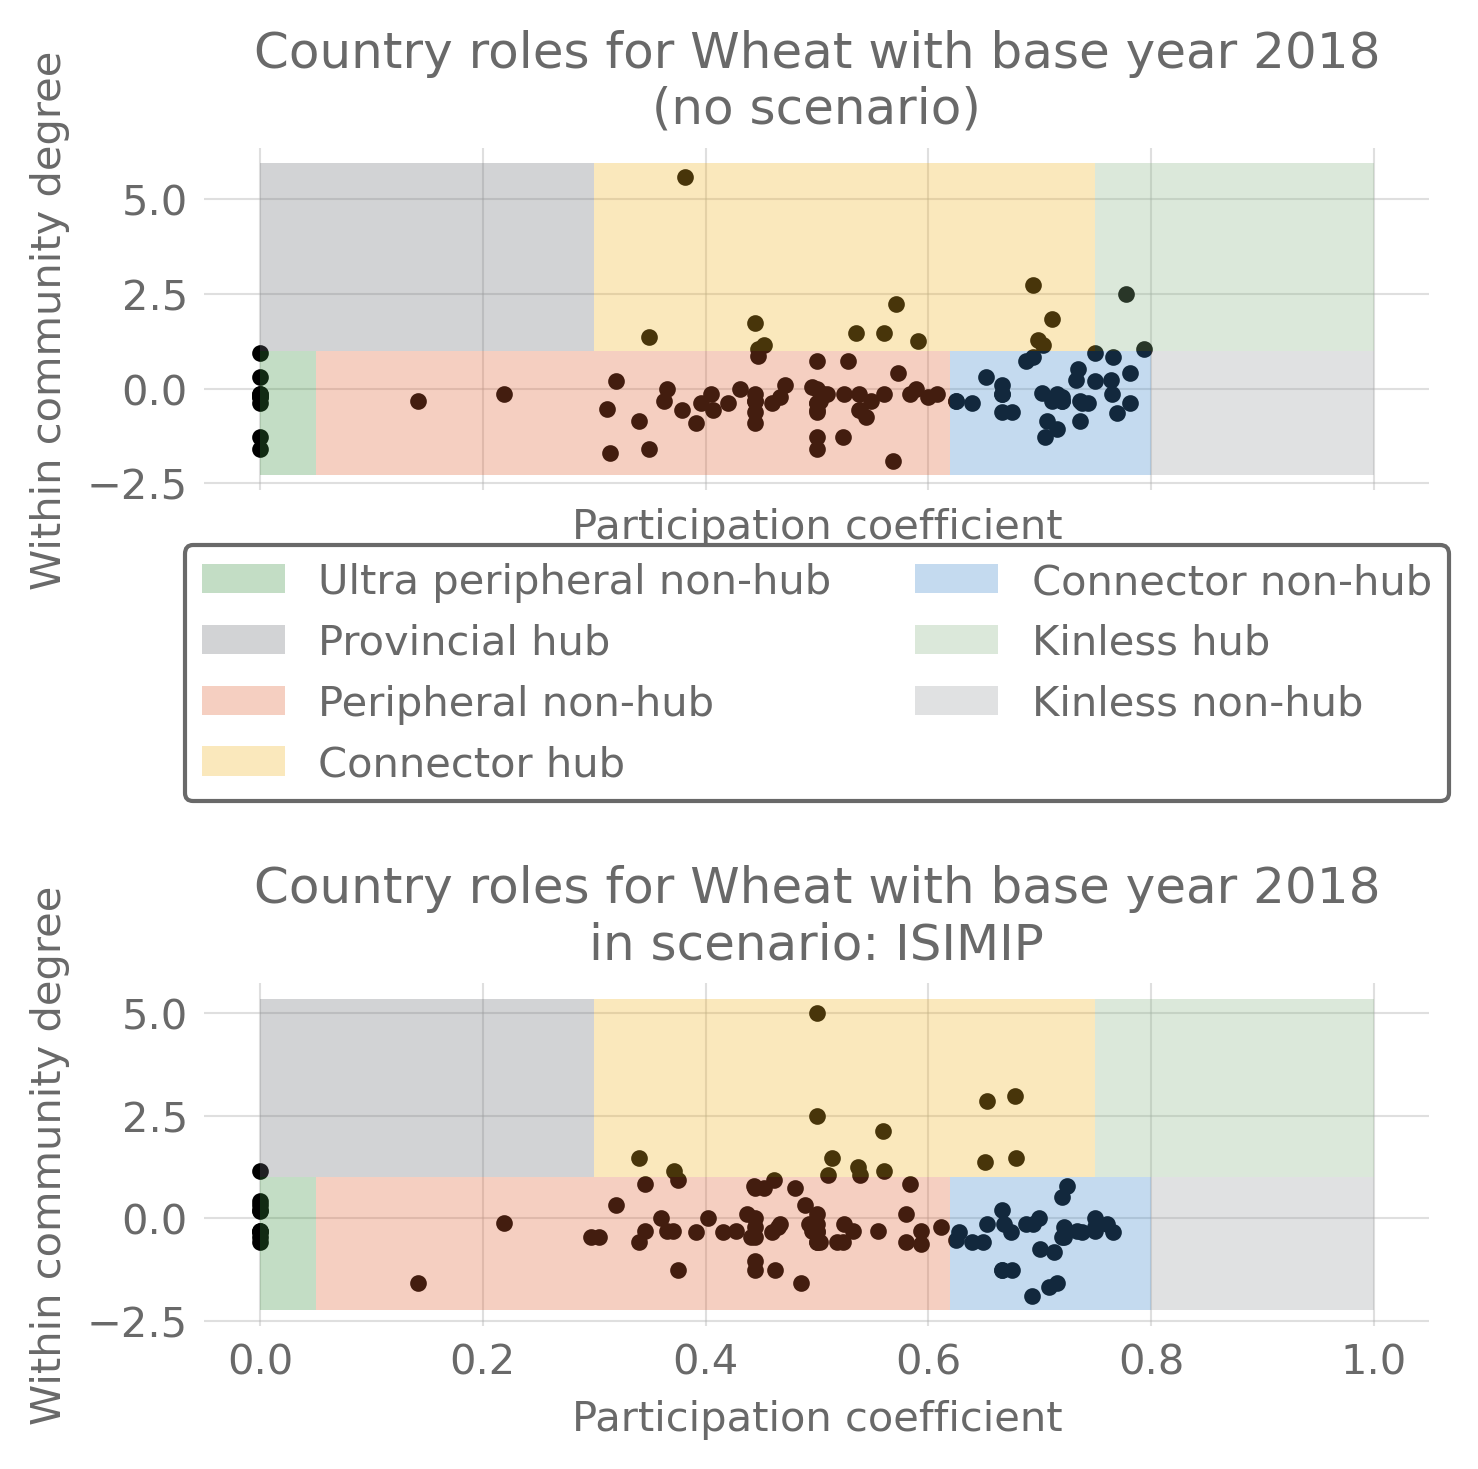 Country roles for Wheat with base year 2018
(no scenario)
Within community degree
5.0
2.5
0.0
−2.5
Participation coefficient
Ultra peripheral non-hub
Provincial hub
Peripheral non-hub
Connector hub
Connector non-hub
Kinless hub
Kinless non-hub
Country roles for Wheat with base year 2018
in scenario: ISIMIP
Within community degree
5.0
2.5
0.0
−2.5
0.0 0.2 0.4 0.6 0.8 1.0
Participation coefficient